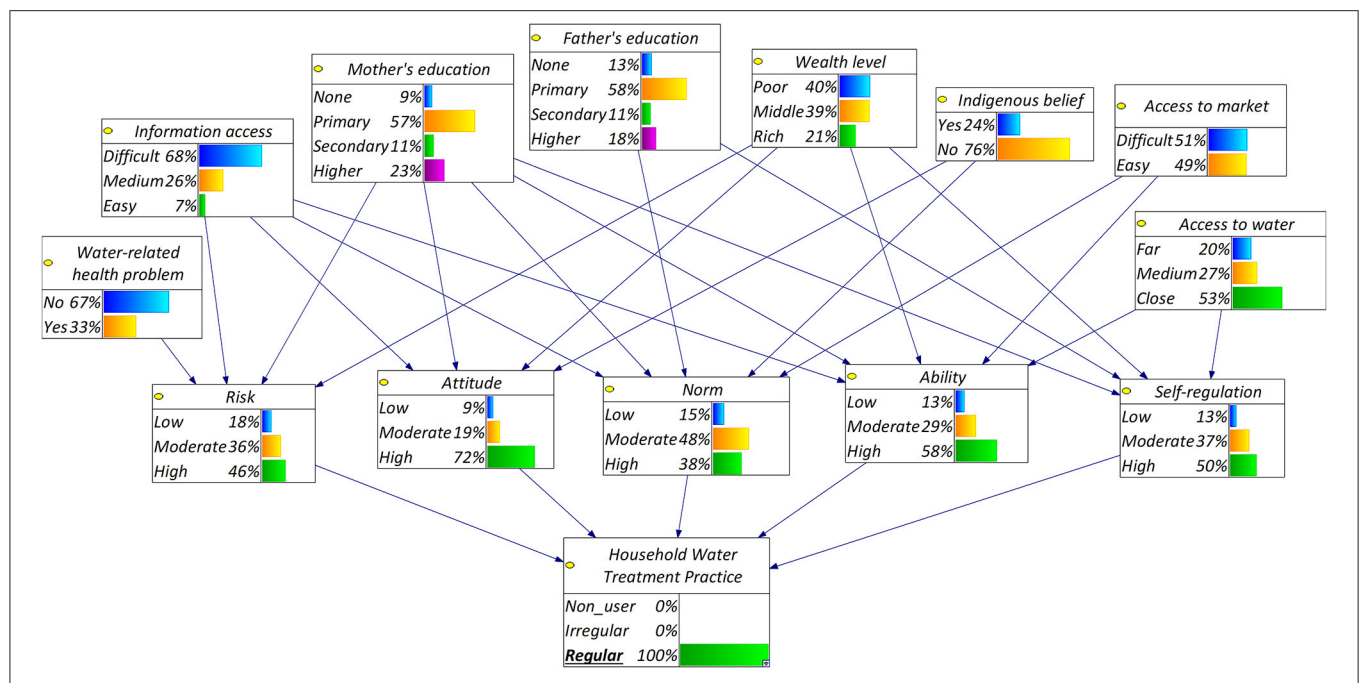 Father's education
None 13%
Primary 58%
Secondary 11%
Higher 18%
Wealth level
Poor 40%
Middle 39%
Rich 21%
Mother's education
None 9%
Primary 57%
Secondary 11%
Higher 23%
Indigenous belief
Yes 24%
No 76%
Access to market
Difficult 51%
Easy 49%
Information access
Difficult 68%
Medium 26%
Easy 7%
Access to water
Far 20%
Medium 27%
Close 53%
Water-related
health problem
No 67%
Yes 33%
Risk
Low 18%
Moderate 36%
High 46%
Attitude
Low 9%
Moderate 19%
High 72%
Norm
Low 15%
Moderate 48%
High 38%
Ability
Low 13%
Moderate 29%
High 58%
Self-regulation
Low 13%
Moderate 37%
High 50%
Household Water
Treatment Practice
Non_user 0%
Irregular 0%
Regular 100%